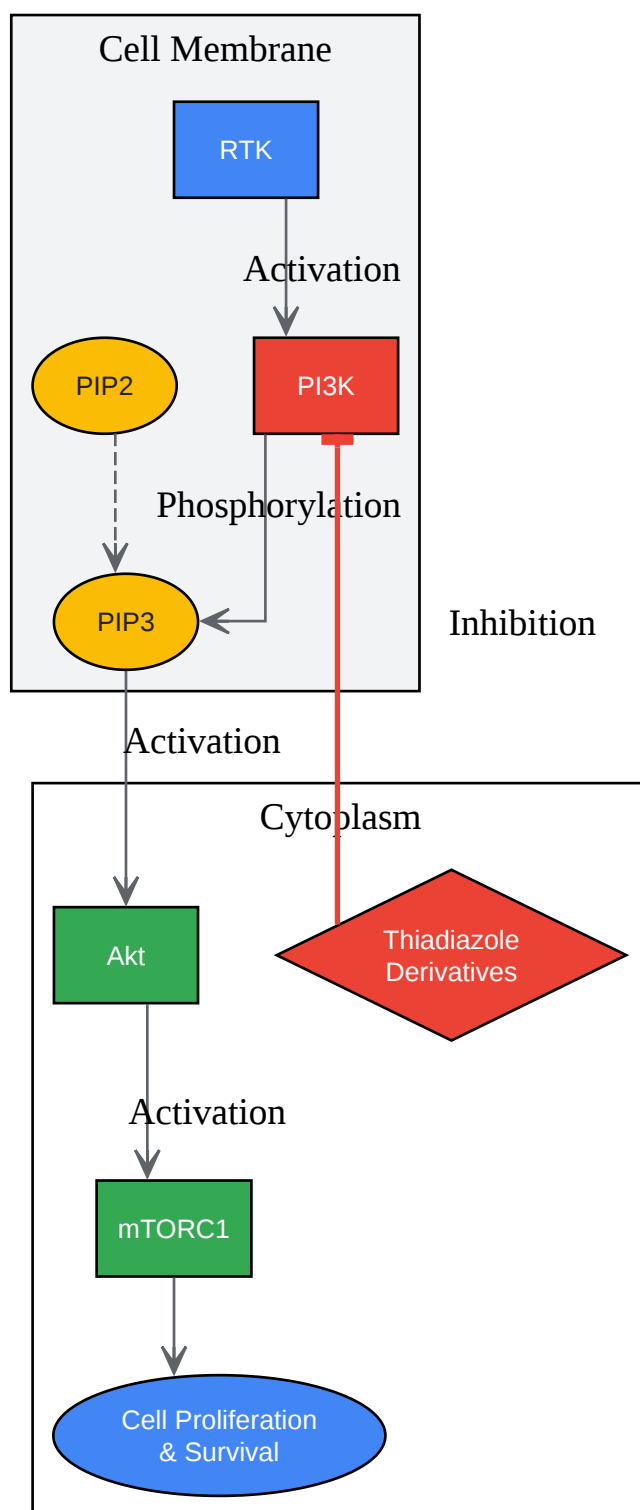 Cell Membrane
RTK
Activation
PIP2
PI3K
Phosphorylation
PIP3
Inhibition
Activation
Cytoplasm
Akt
Thiadiazole
Derivatives
Activation
mTORC1
Cell Proliferation
& Survival